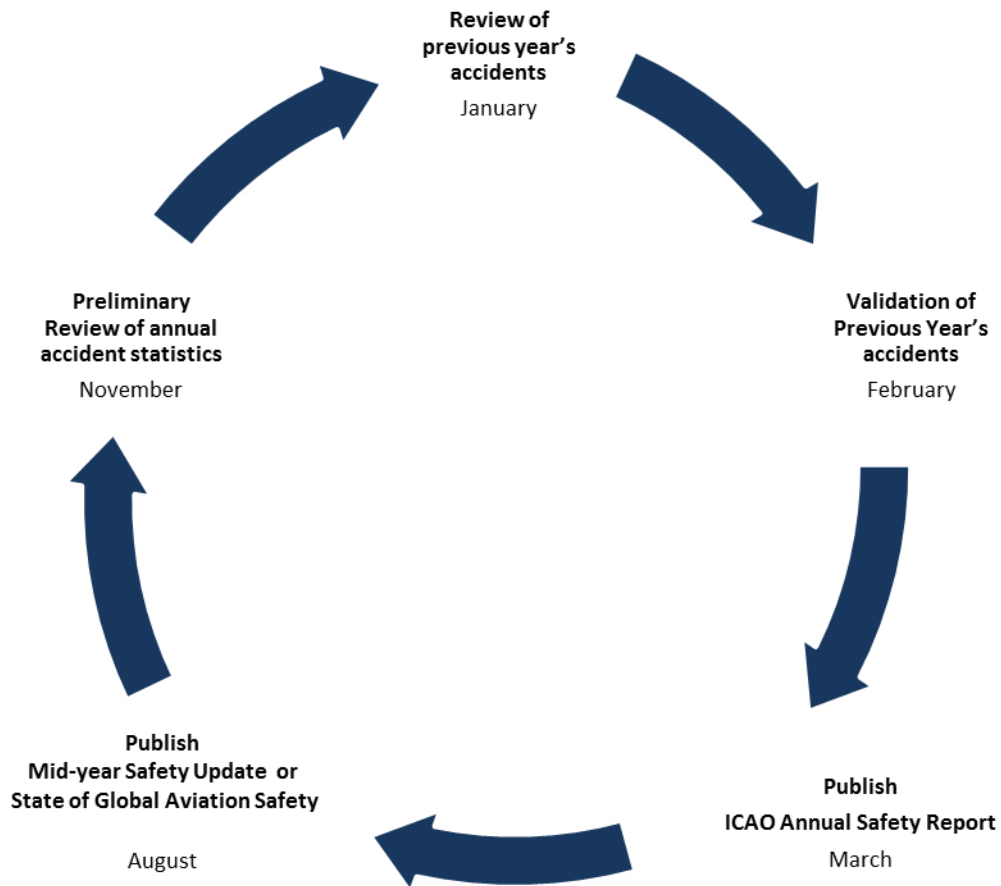 Review of
previous year's
accidents
January
Validation of
Previous Year's
accidents
February
Publish
ICAO Annual Safety Report
March
Publish
Mid-year Safety Update or
State of Global Aviation Safety
August
Preliminary
Review of annual
accident statistics
November